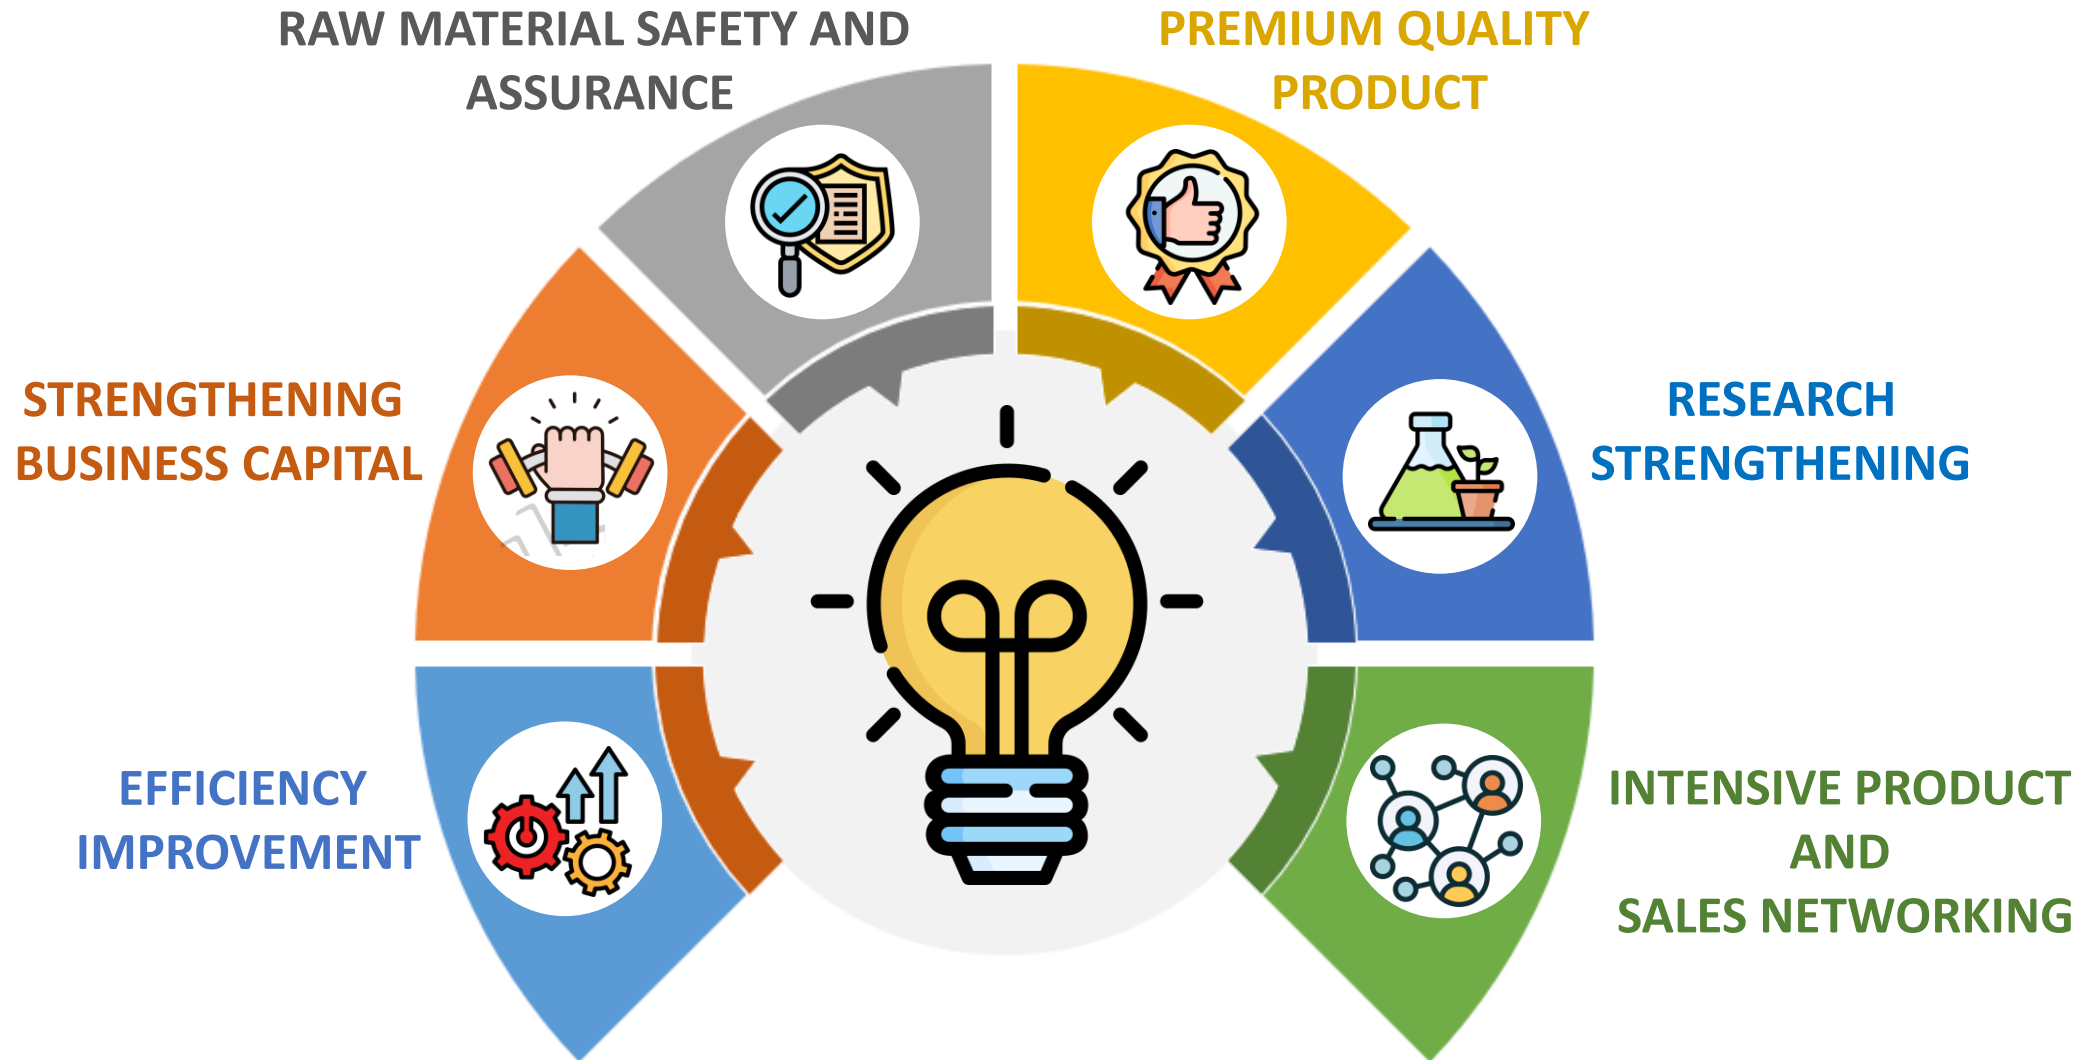 RAW MATERIAL SAFETY AND
ASSURANCE
PREMIUM QUALITY
PRODUCT
STRENGTHENING
BUSINESS CAPITAL
RESEARCH
STRENGTHENING
EFFICIENCY
IMPROVEMENT
INTENSIVE PRODUCT
AND
SALES NETWORKING